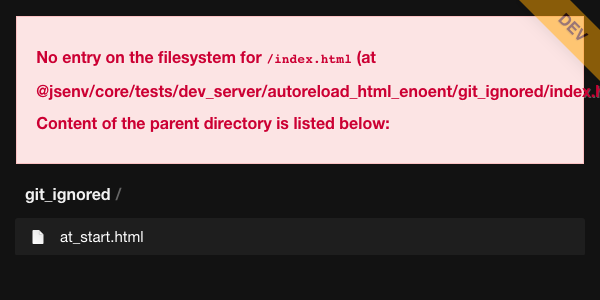 DEV
No entry on the filesystem for /index.html (at
@jsenv/core/tests/dev_server/autoreload_html_enoent/git_ignored/index.h
Content of the parent directory is listed below:
git_ignored /
at_start.html